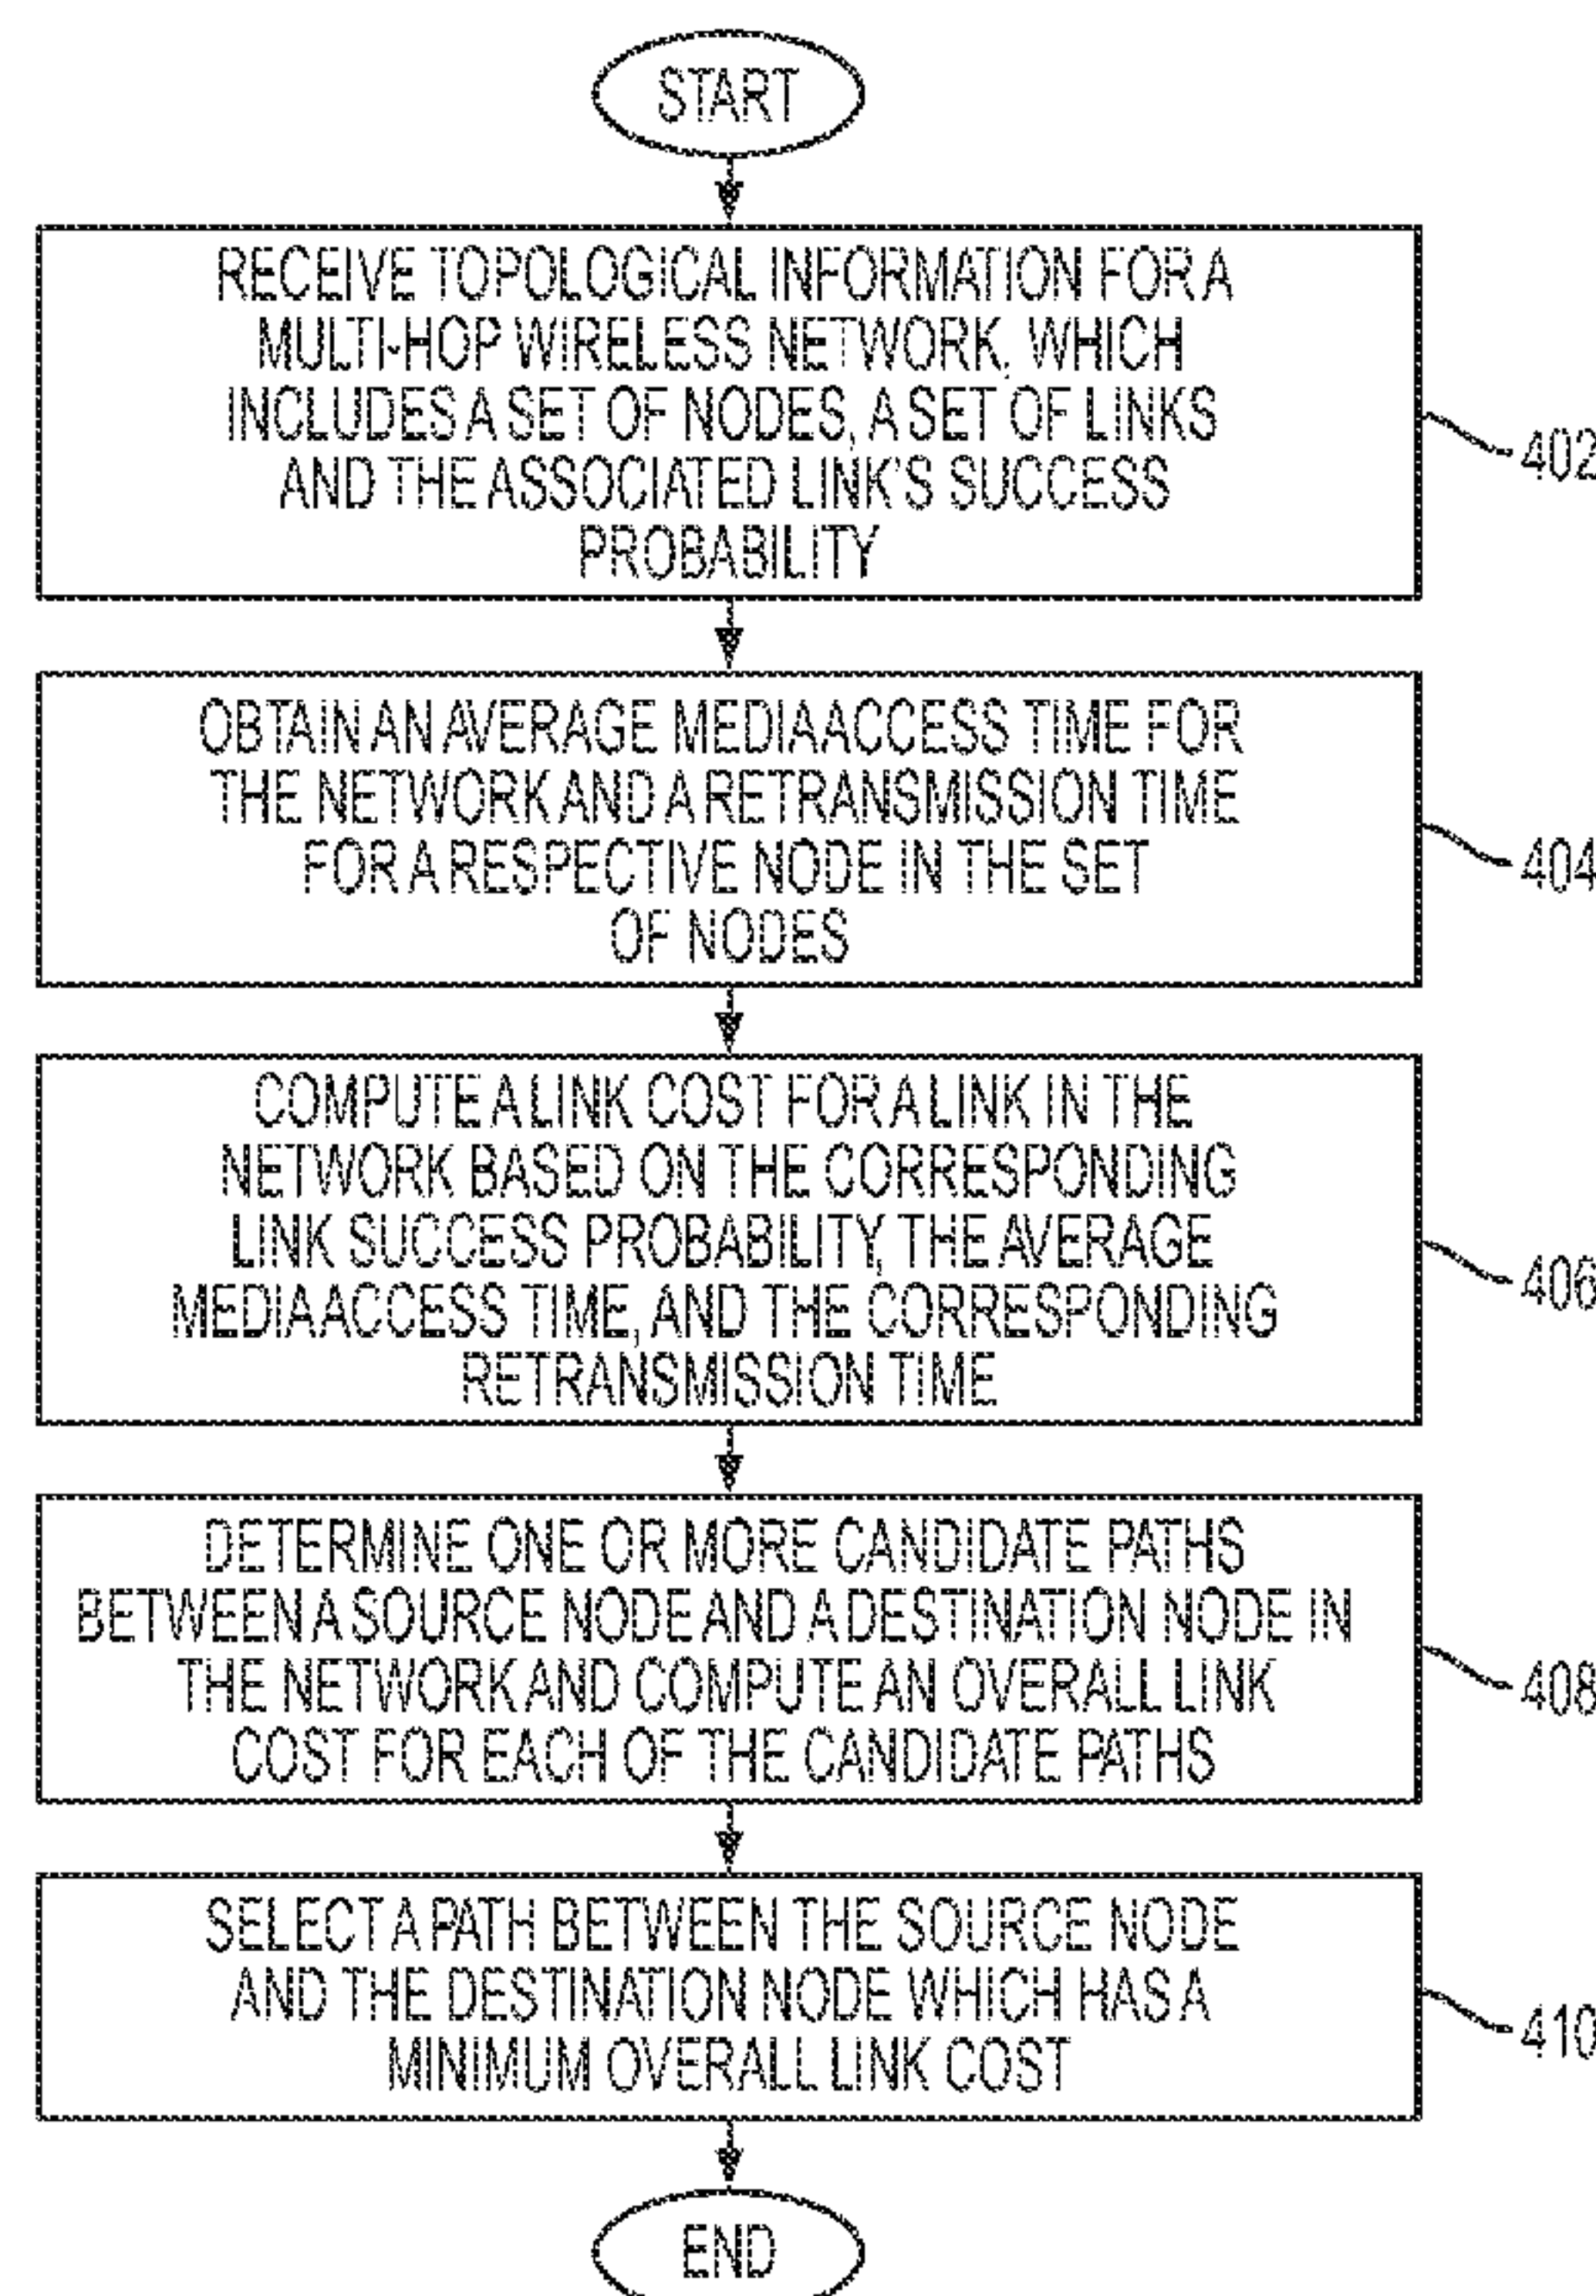 START
RECEIVE TOPOLOGICAL INFORMATION FOR A
MULTI-HOP WIRELESS NETWORK, WHICH
INCLUDES A SET OF NODES, A SET OF LINKS
AND THE ASSOCIATED LINK'S SUCCESS
PROBABILITY
402
OBTAIN AN AVERAGE MEDIA ACCESS TIME FOR
THE NETWORK AND A RETRANSMISSION TIME
FOR A RESPECTIVE NODE IN THE SET
OF NODES
404
COMPUTE A LINK COST FOR A LINK IN THE
NETWORK BASED ON THE CORRESPONDING
LINK SUCCESS PROBABILITY, THE AVERAGE
MEDIA ACCESS TIME, AND THE CORRESPONDING
RETRANSMISSION TIME
406
DETERMINE ONE OR MORE CANDIDATE PATHS
BETWEEN A SOURCE NODE AND A DESTINATION NODE IN
THE NETWORK AND COMPUTE AN OVERALL LINK
COST FOR EACH OF THE CANDIDATE PATHS
408
SELECT A PATH BETWEEN THE SOURCE NODE
AND THE DESTINATION NODE WHICH HAS A
MINIMUM OVERALL LINK COST
410
END